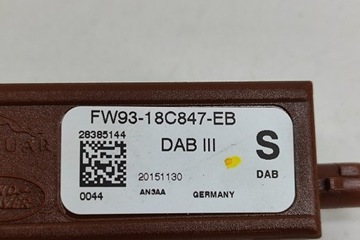 FW93-18C847-EB
28385144
DAB III
S
DAB
20151130
0044
AN3AA
GERMANY